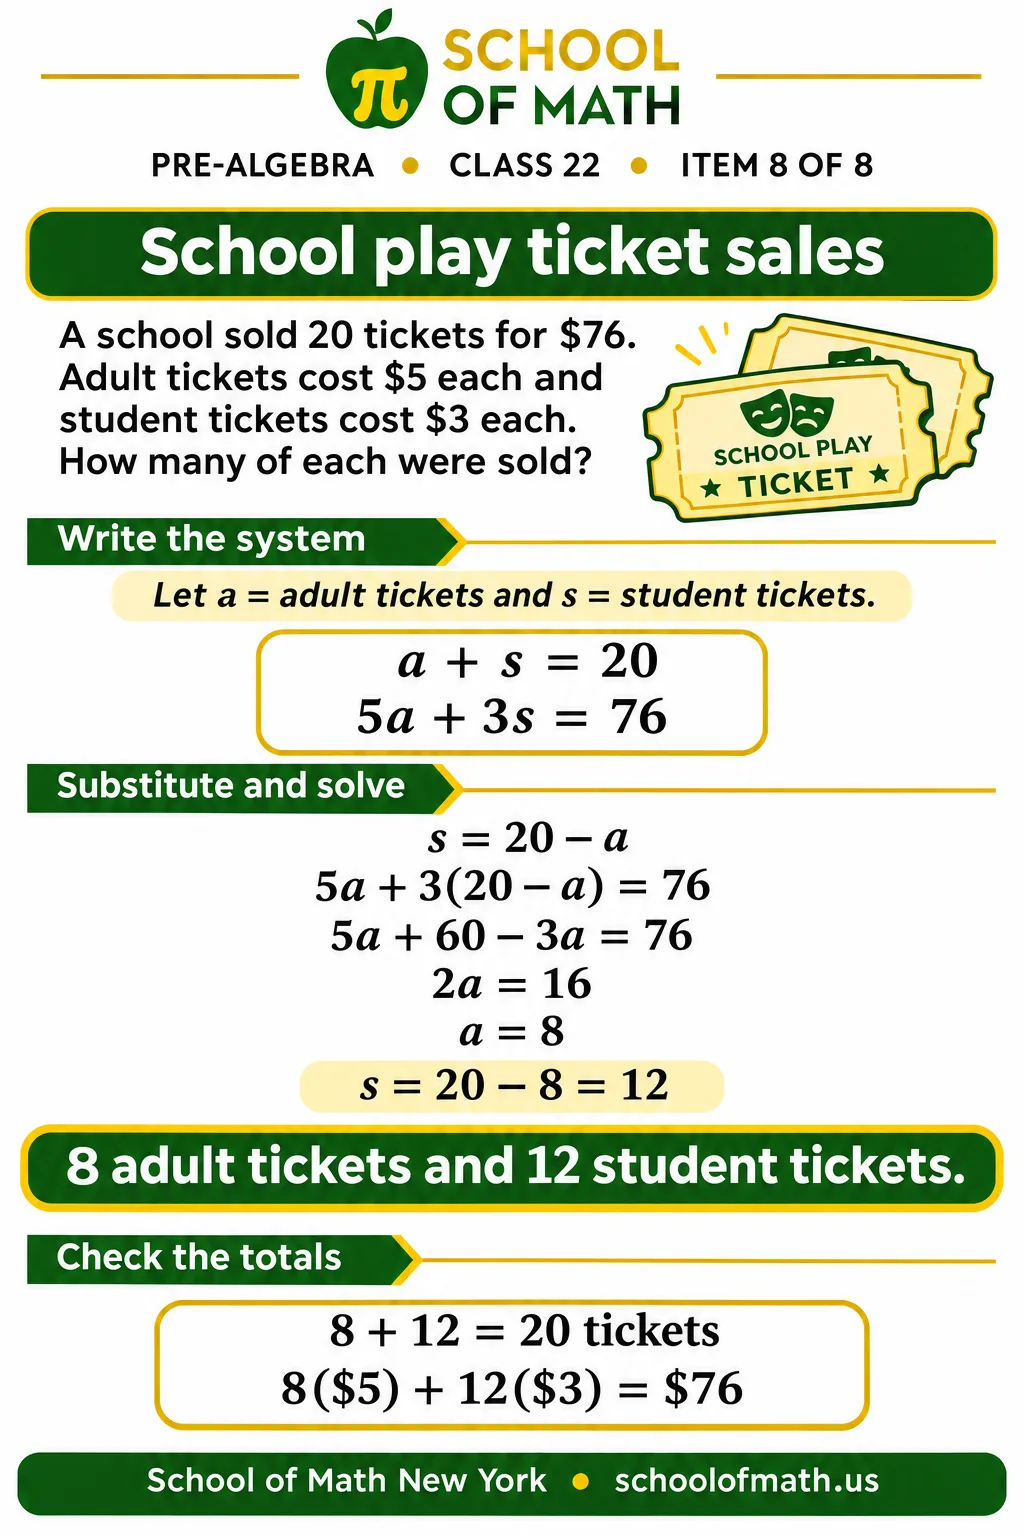 π
SCHOOL
OF MATH
PRE-ALGEBRA • CLASS 22 • ITEM 8 OF 8
School play ticket sales
A school sold 20 tickets for $76.
Adult tickets cost $5 each and
student tickets cost $3 each.
How many of each were sold?
SCHOOL PLAY
★ TICKET ★
Write the system
Let a = adult tickets and s = student tickets.
a + s = 20
5a + 3s = 76
Substitute and solve
s = 20 − a
5a + 3(20 − a) = 76
5a + 60 − 3a = 76
2a = 16
a = 8
s = 20 − 8 = 12
8 adult tickets and 12 student tickets.
Check the totals
8 + 12 = 20 tickets
8($5) + 12($3) = $76
School of Math New York • schoolofmath.us